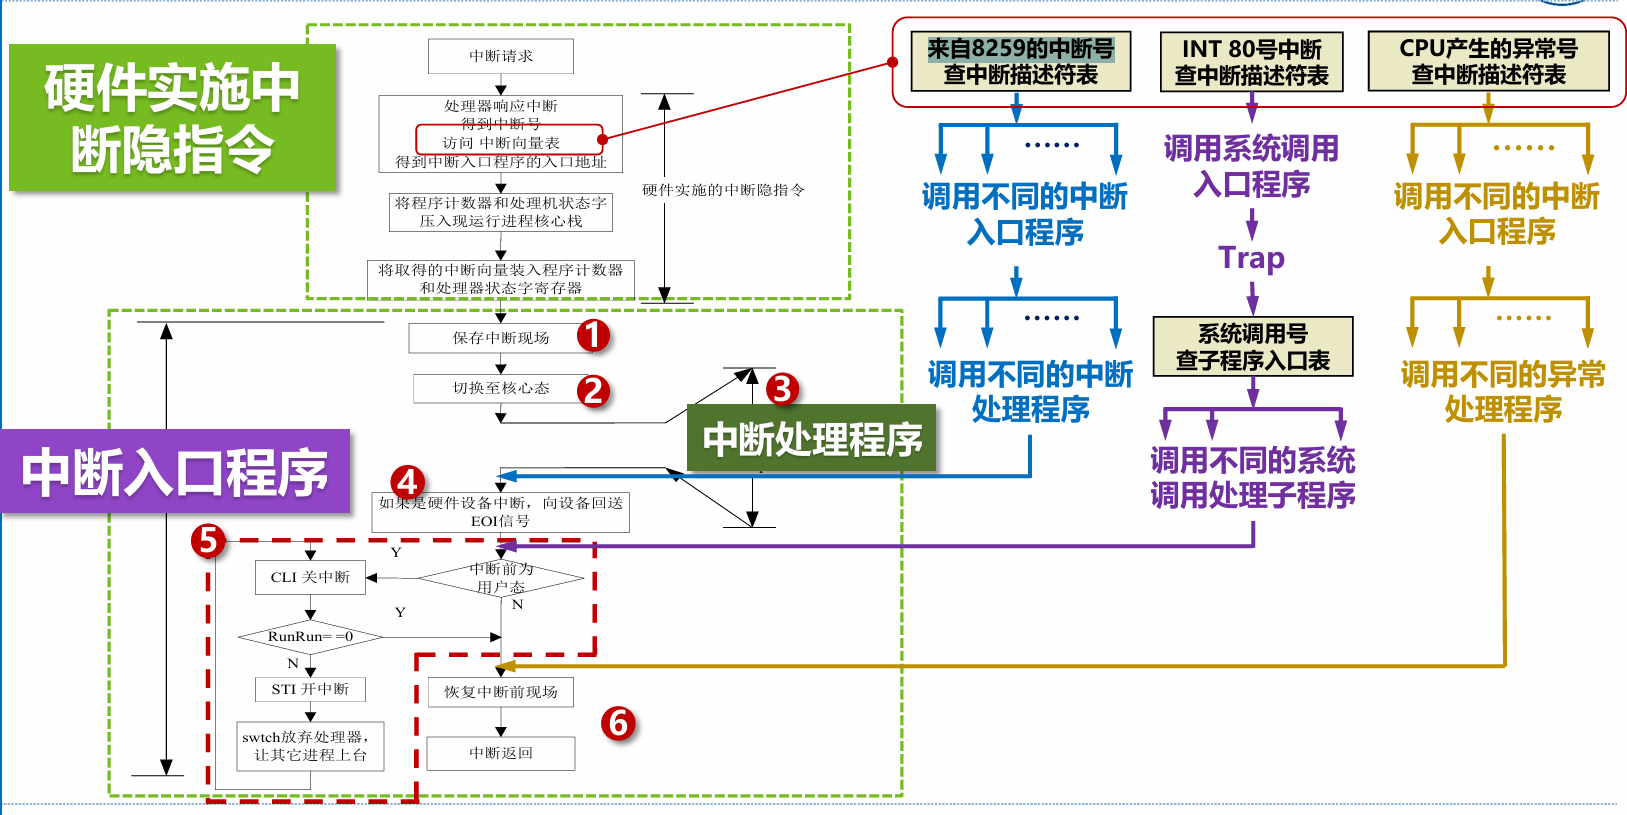 硬件实施中
断隐指令
中断请求
处理器响应中断
得到中断号
访问 中断向量表
得到中断入口程序的入口地址
将程序计数器和处理机状态字
压入现运行进程核心栈
将取得的中断向量装入程序计数器
和处理器状态字寄存器
硬件实施的中断隐指令
保存中断现场
1
切换至核心态
2
3
中断处理程序
中断入口程序
4
如果是硬件设备中断，向设备回送
EOI信号
5
Y
中断前为
用户态
CLI 关中断
N
Y
RunRun= =0
N
STI 开中断
恢复中断前现场
6
swtch放弃处理器，
让其它进程上台
中断返回
来自8259的中断号
查中断描述符表
……
调用不同的中断
入口程序
……
调用不同的中断
处理程序
INT 80号中断
查中断描述符表
调用系统调用
入口程序
Trap
系统调用号
查子程序入口表
调用不同的系统
调用处理子程序
CPU产生的异常号
查中断描述符表
……
调用不同的中断
入口程序
……
调用不同的异常
处理程序